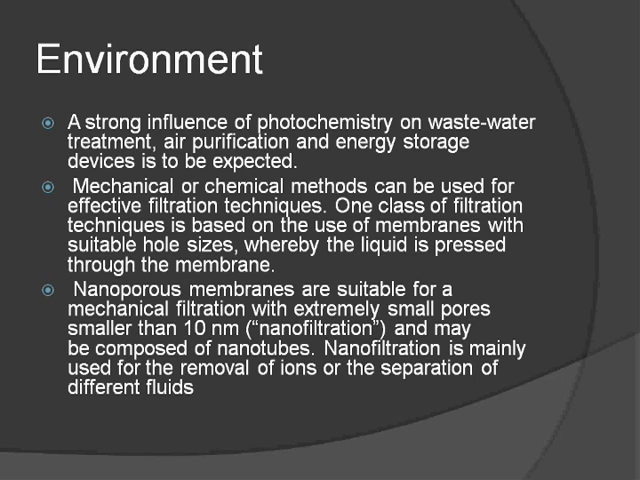 Environment
A strong influence of photochemistry on waste-water
treatment, air purification and energy storage
devices is to be expected.
Mechanical or chemical methods can be used for
effective filtration techniques. One class of filtration
techniques is based on the use of membranes with
suitable hole sizes, whereby the liquid is pressed
through the membrane.
Nanoporous membranes are suitable for a
mechanical filtration with extremely small pores
smaller than 10 nm (“nanofiltration”) and may
be composed of nanotubes. Nanofiltration is mainly
used for the removal of ions or the separation of
different fluids